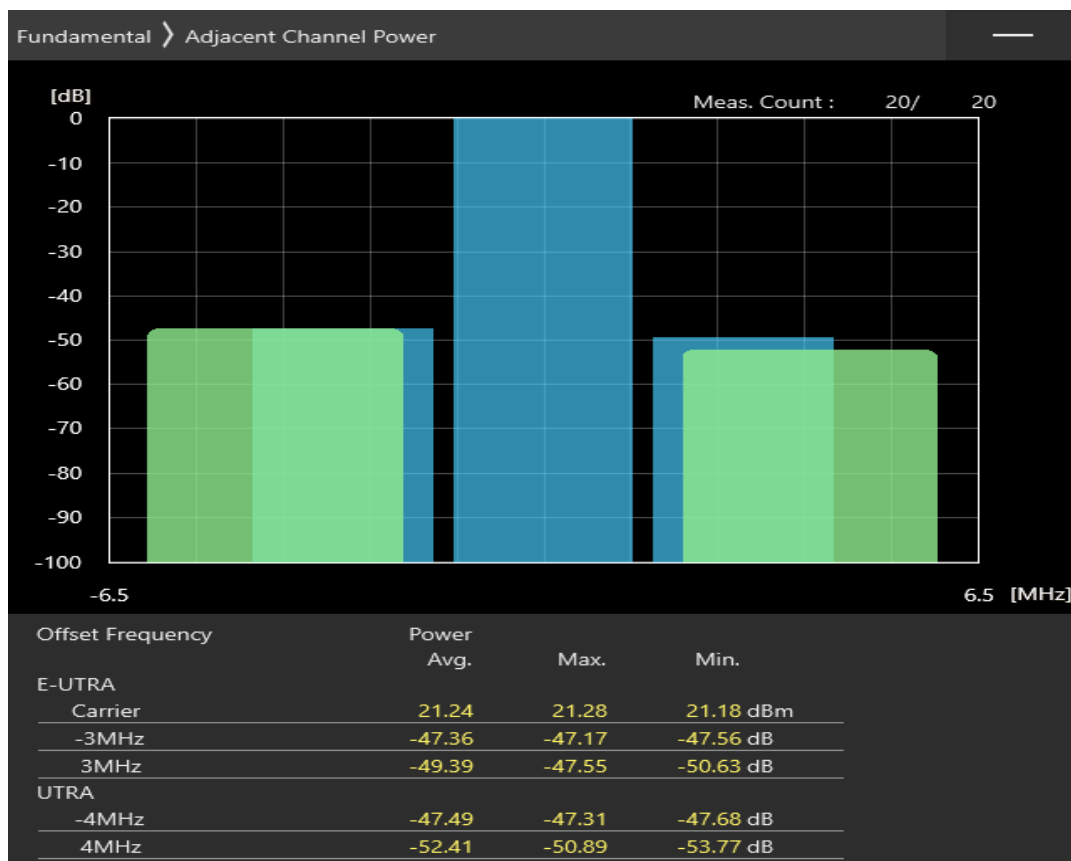 Fundamental 〉 Adjacent Channel Power
[dB]
Meas. Count : 20/ 20
0
-10
-20
-30
-40
-50
-60
-70
-80
-90
-100
-6.5 6.5 [MHz]
Offset Frequency Power
Avg. Max. Min.
E-UTRA
Carrier 21.24 21.28 21.18 dBm
-3MHz -47.36 -47.17 -47.56 dB
3MHz -49.39 -47.55 -50.63 dB
UTRA
-4MHz -47.49 -47.31 -47.68 dB
4MHz -52.41 -50.89 -53.77 dB